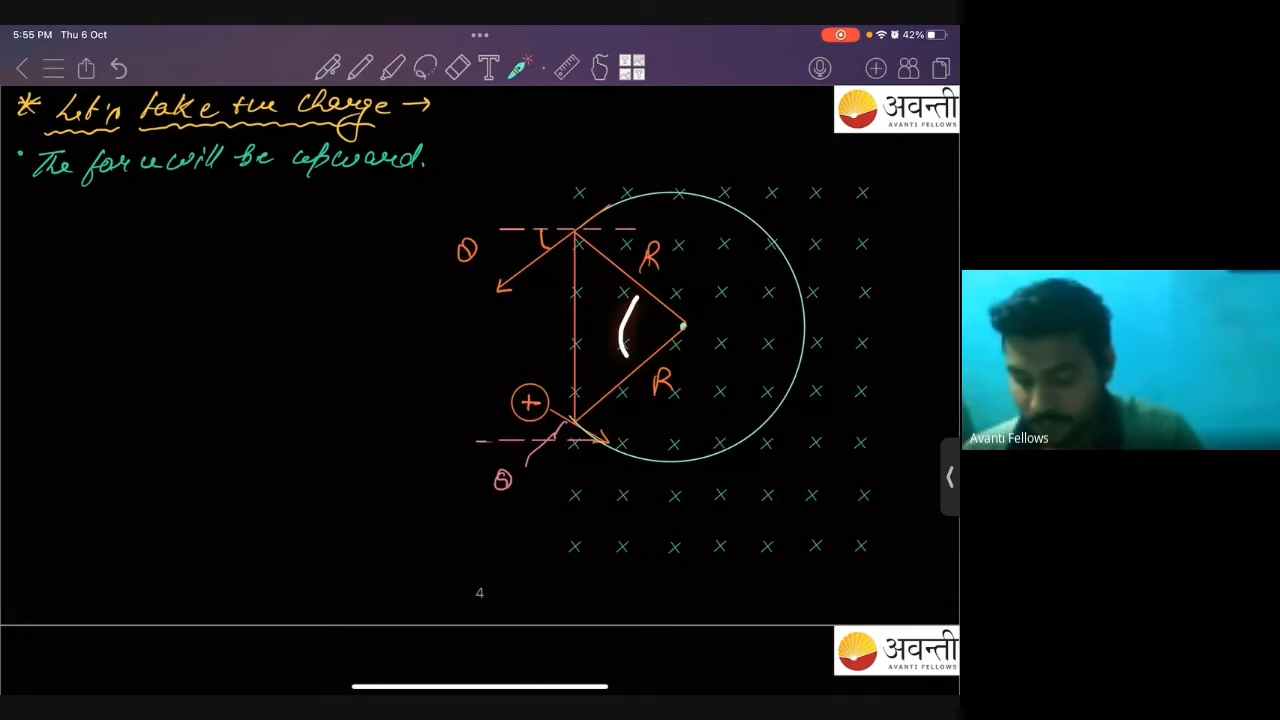 5:55 PM Thu 6 Oct
42%
* Let's take +ve charge →
अवन्ती
AVANTI FELLOWS
• The force will be upward.
θ
R
R
+
θ
Avanti Fellows
4
अवन्ती
AVANTI FELLOWS